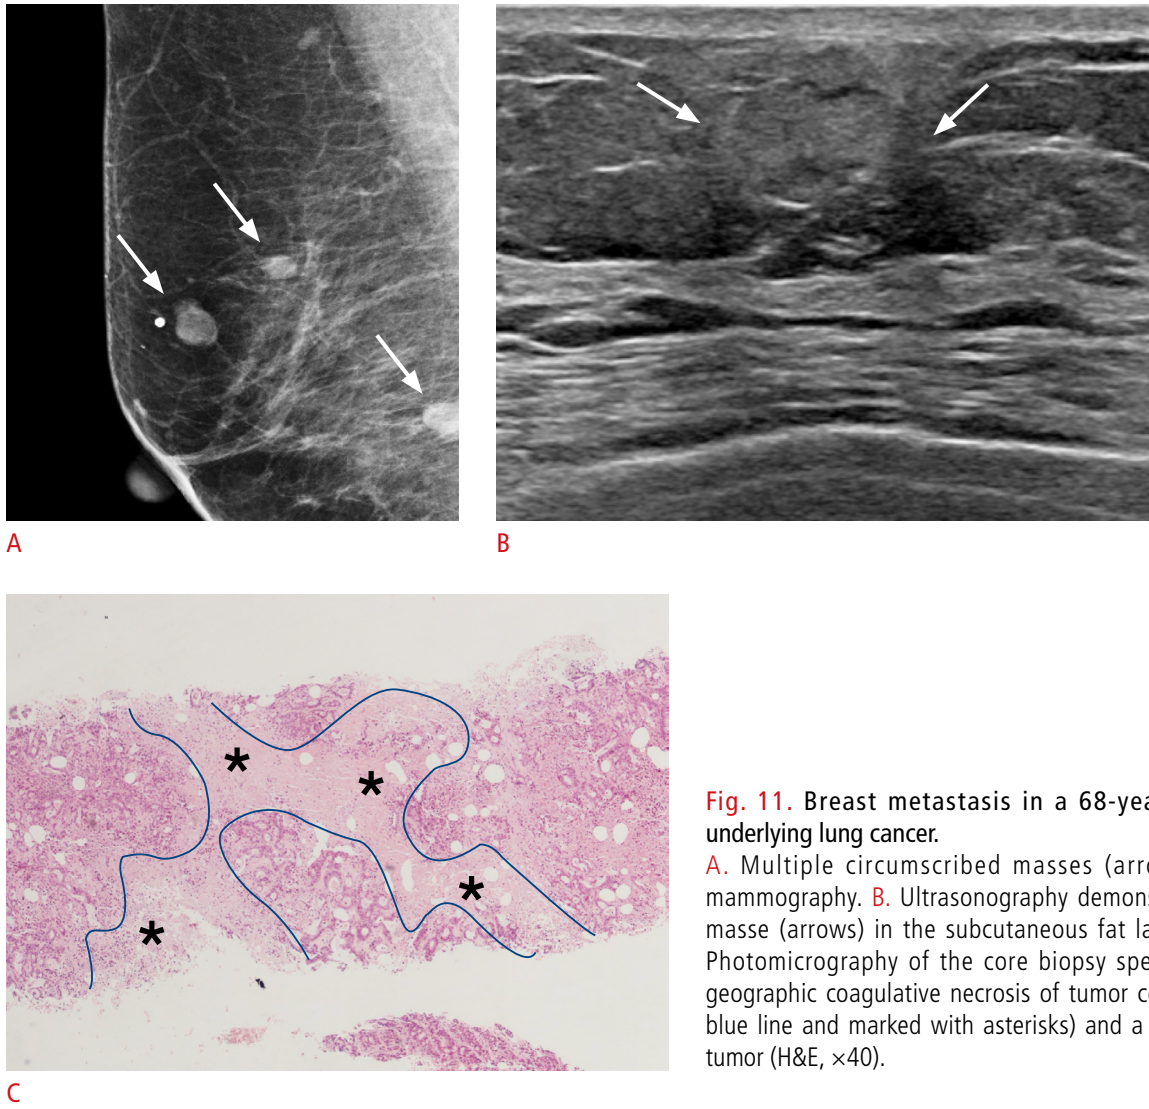 A
B
C
Fig. 11. Breast metastasis in a 68-yea
underlying lung cancer.
A. Multiple circumscribed masses (arro
mammography. B. Ultrasonography demons
masse (arrows) in the subcutaneous fat la
Photomicrography of the core biopsy spe
geographic coagulative necrosis of tumor ce
blue line and marked with asterisks) and a
tumor (H&E, ×40).